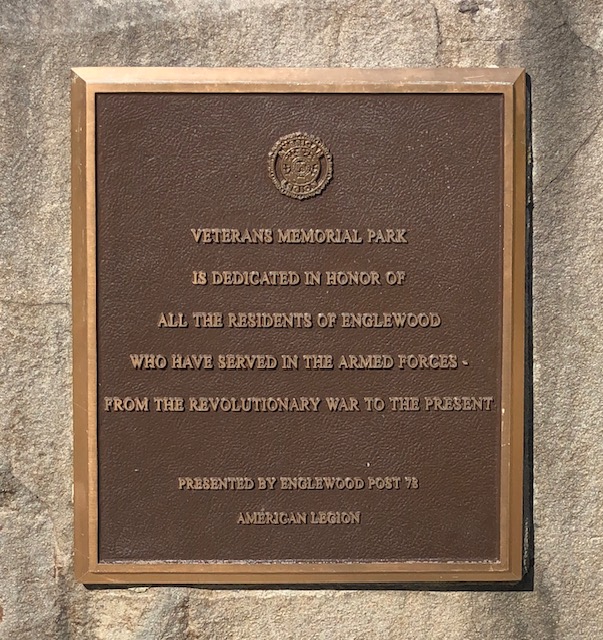 VETERANS MEMORIAL PARK
IS DEDICATED IN HONOR OF
ALL THE RESIDENTS OF ENGLEWOOD
WHO HAVE SERVED IN THE ARMED FORCES -
FROM THE REVOLUTIONARY WAR TO THE PRESENT
PRESENTED BY ENGLEWOOD POST 78
AMERICAN LEGION